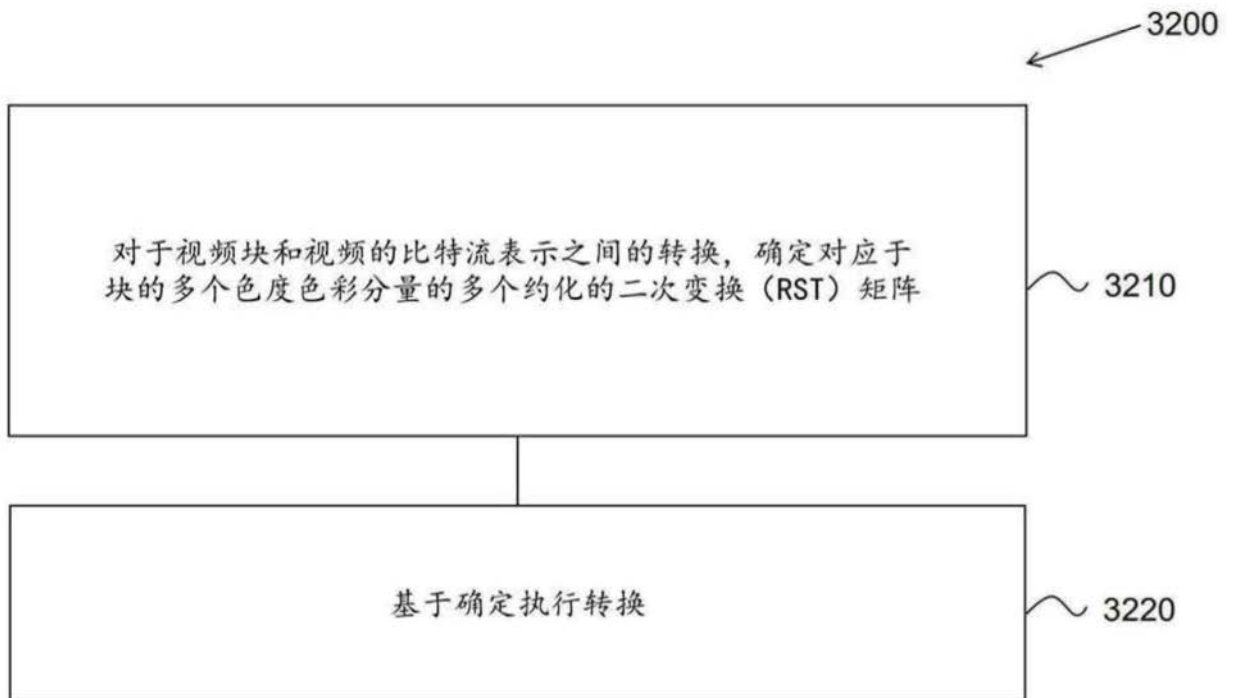 3200
对于视频块和视频的比特流表示之间的转换，确定对应于
块的多个色度色彩分量的多个约化的二次变换（RST）矩阵
3210
基于确定执行转换
3220